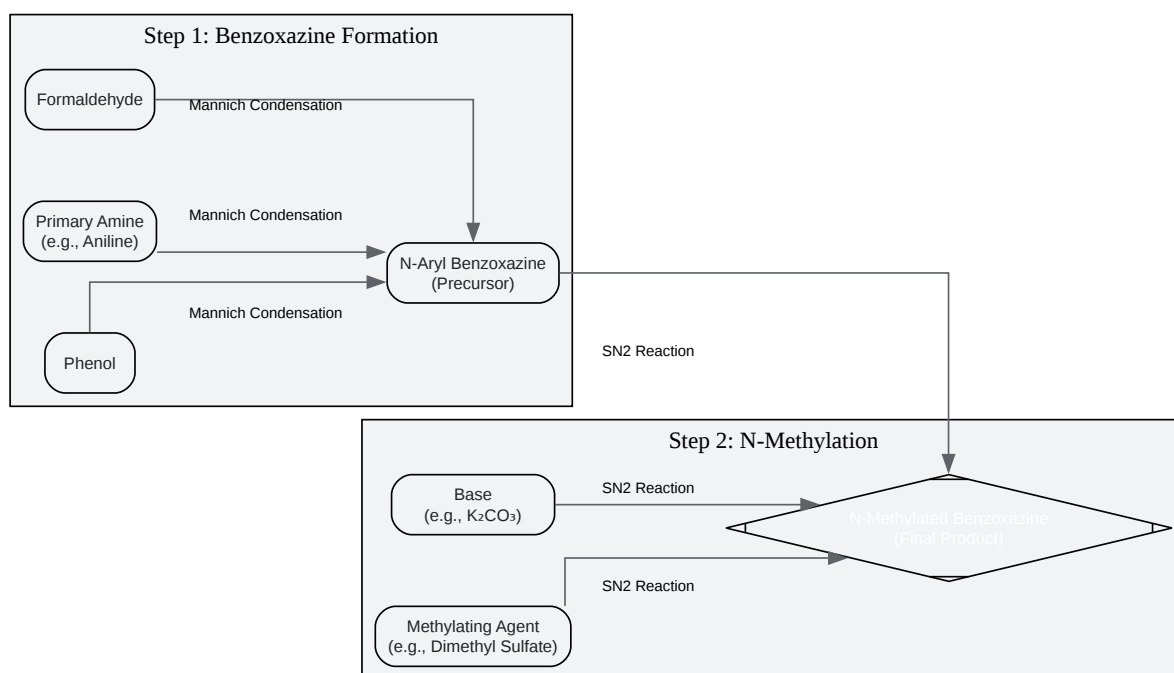 Step 1: Benzoxazine Formation
Formaldehyde
Mannich Condensation
Primary Amine
(e.g., Aniline)
Mannich Condensation
N-Aryl Benzoxazine
(Precursor)
Mannich Condensation
Phenol
SN2 Reaction
Step 2: N-Methylation
Base
(e.g., K₂CO₃)
SN2 Reaction
N-Methylated Benzoxazine
(Final Product)
SN2 Reaction
Methylating Agent
(e.g., Dimethyl Sulfate)